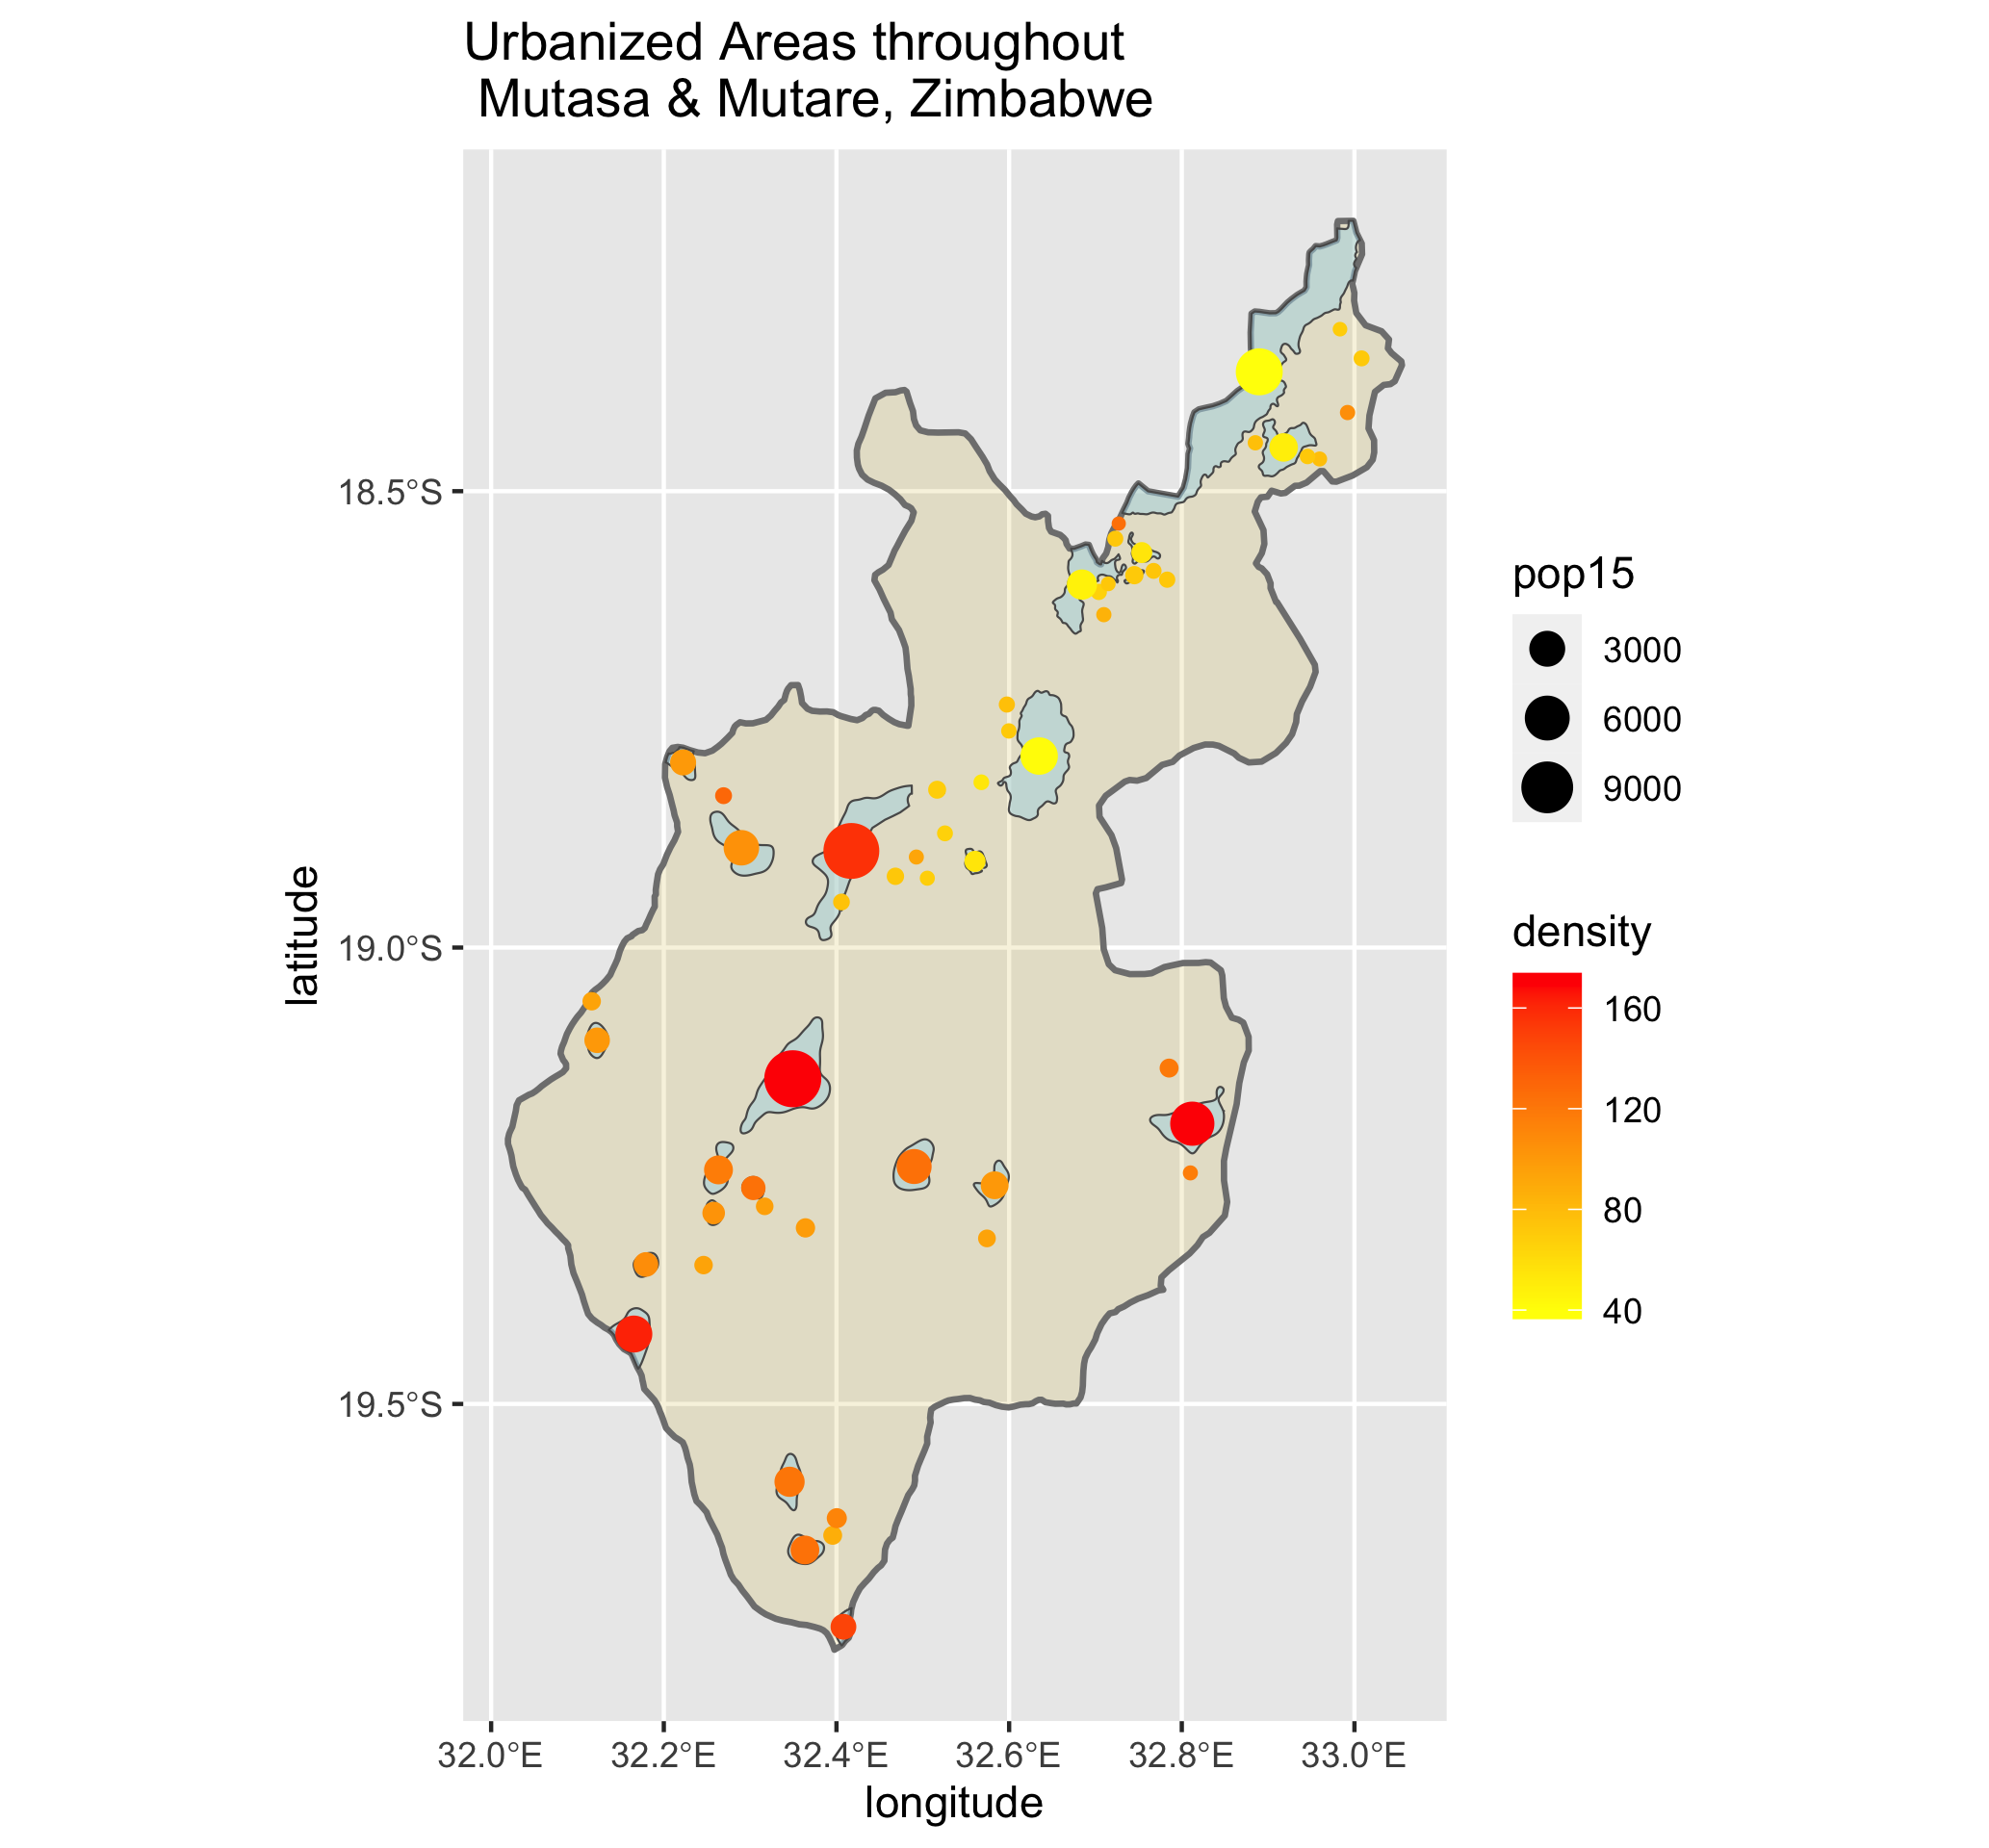 Urbanized Areas throughout
Mutasa & Mutare, Zimbabwe
18.5°S
19.0°S
19.5°S
latitude
32.0°E
32.2°E
32.4°E
32.6°E
32.8°E
33.0°E
longitude
pop15
3000
6000
9000
density
160
120
80
40